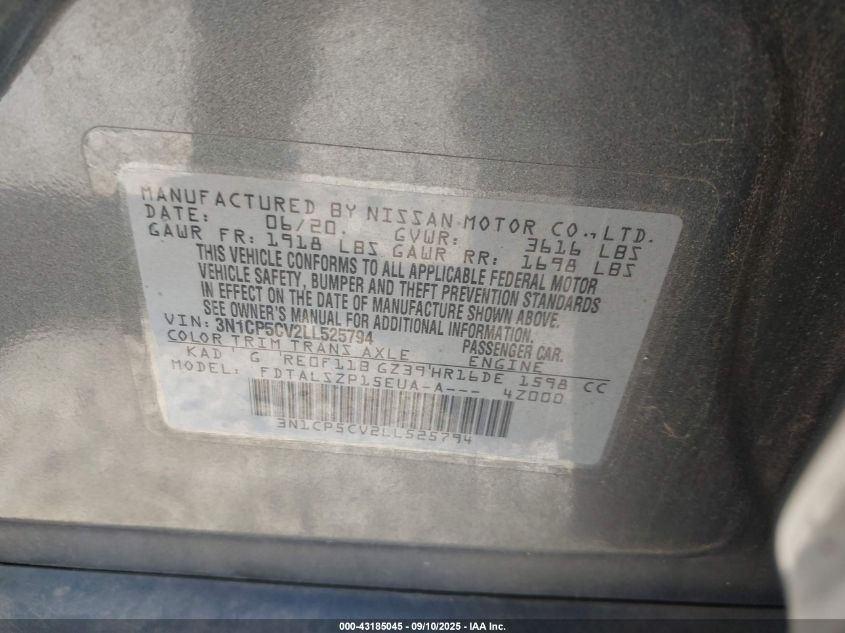 MANUFACTURED BY NISSAN MOTOR CO.,LTD.
DATE: 06/20. GVWR: 3616 LBS
GAWR FR: 1918 LBS GAWR RR: 1698 LBS
THIS VEHICLE CONFORMS TO ALL APPLICABLE FEDERAL MOTOR
VEHICLE SAFETY, BUMPER AND THEFT PREVENTION STANDARDS
IN EFFECT ON THE DATE OF MANUFACTURE SHOWN ABOVE.
SEE OWNER'S MANUAL FOR ADDITIONAL INFORMATION.
VIN: 3N1CP5CV2LL525794 PASSENGER CAR.
COLOR TRIM TRANS AXLE ENGINE
KAD G RE0F11B GZ39 HR16DE 1598 CC
MODEL: FDTALSZP15EUA-A--- 4Z000
3N1CP5CV2LL525794
000-43185045 - 09/10/2025 - IAA Inc.